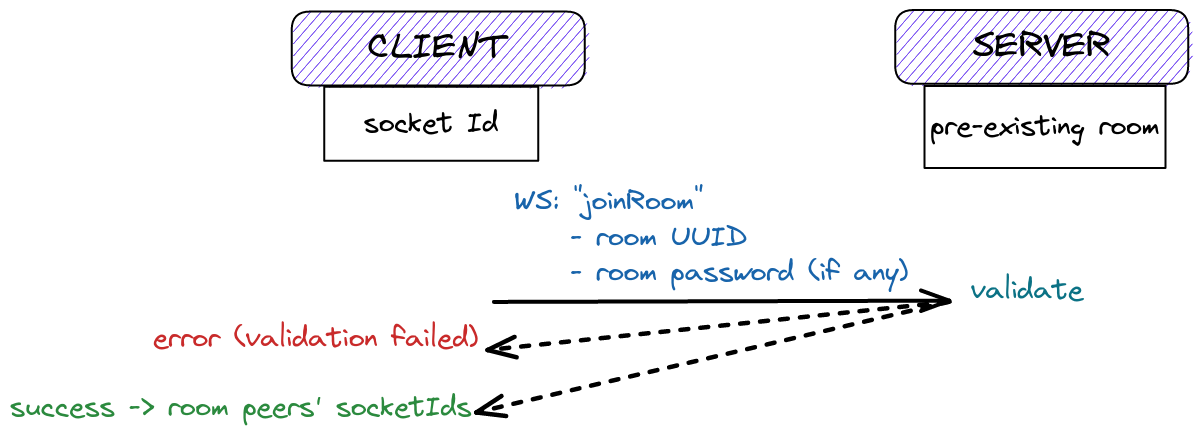 CLIENT
SERVER
socket Id
pre-existing room
WS: "joinRoom"
- room UUID
- room password (if any)
validate
error (validation failed)
success -> room peers' socketIds